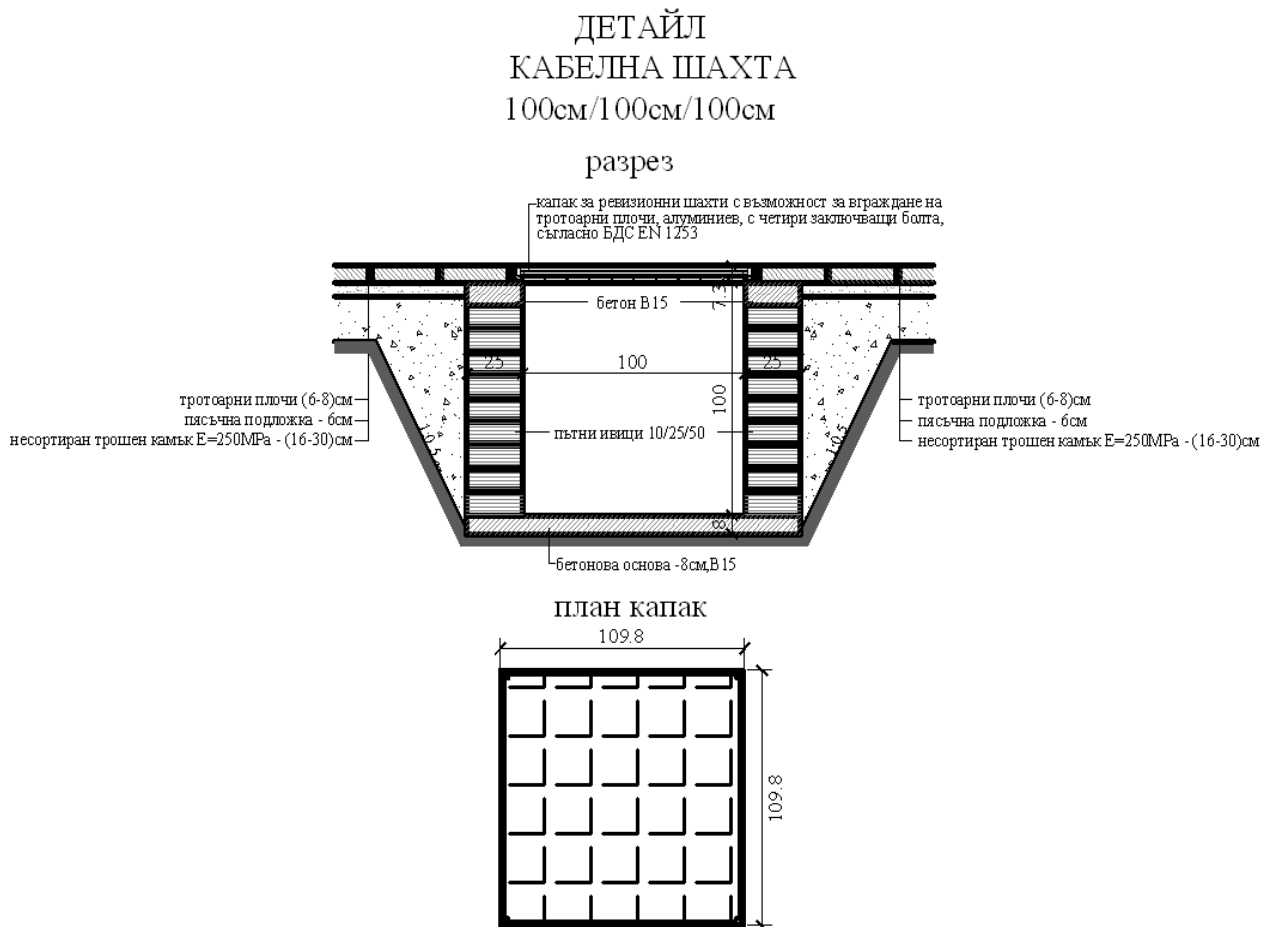 ДЕТАЙЛ
КАБЕЛНА ШАХТА
100см/100см/100см
разрез
капак за ревизионни шахти с възможност за вграждане на
тротоарни плочи, алуминиев, с четири заключващи болта,
съгласно БДС EN 1253
7.3
бетон В15
25
100
25
100
тротоарни плочи (6-8)см
пясъчна подложка - 6см
несортиран трошен камък E=250MPa - (16-30)см
1:0.5
пътни ивици 10/25/50
1:0.5
тротоарни плочи (6-8)см
пясъчна подложка - 6см
несортиран трошен камък E=250MPa - (16-30)см
8
бетонова основа -8см,В15
план капак
109.8
109.8